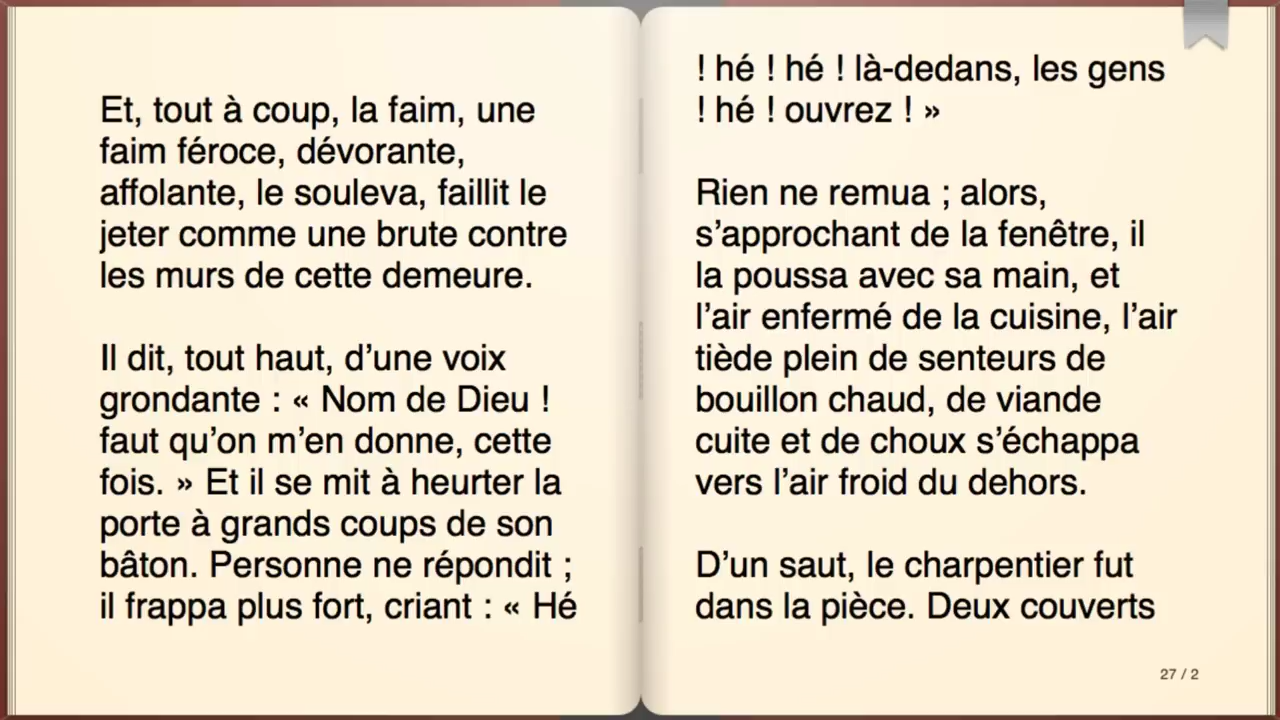 Et, tout à coup, la faim, une
faim féroce, dévorante,
affolante, le souleva, faillit le
jeter comme une brute contre
les murs de cette demeure.
Il dit, tout haut, d’une voix
grondante : « Nom de Dieu !
faut qu’on m’en donne, cette
fois. » Et il se mit à heurter la
porte à grands coups de son
bâton. Personne ne répondit ;
il frappa plus fort, criant : « Hé
! hé ! hé ! là-dedans, les gens
! hé ! ouvrez ! »
Rien ne remua ; alors,
s’approchant de la fenêtre, il
la poussa avec sa main, et
l’air enfermé de la cuisine, l’air
tiède plein de senteurs de
bouillon chaud, de viande
cuite et de choux s’échappa
vers l’air froid du dehors.
D’un saut, le charpentier fut
dans la pièce. Deux couverts
27 / 2